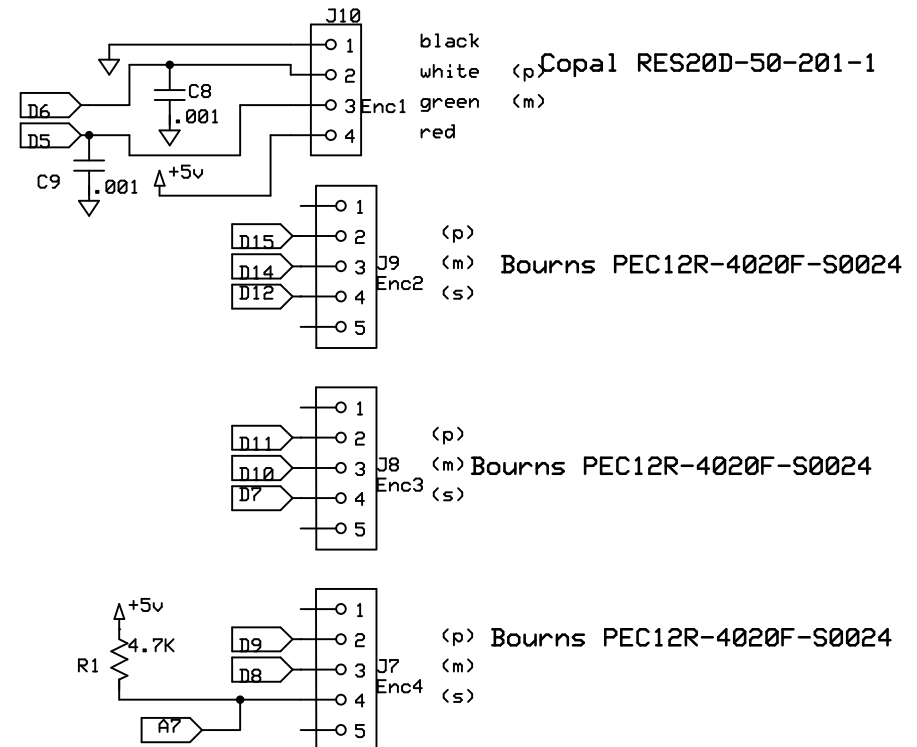 J10
1 black
2 white (p) Copal RES20D-50-201-1
C8
D6 3 Enc1 green (m)
.001
D5 4 red
C9 .001 +5v
1
D15 2 (p)
D14 3 J9 (m) Bourns PEC12R-4020F-S0024
D12 4 Enc2 (s)
5
1
D11 2 (p)
D10 3 J8 (m) Bourns PEC12R-4020F-S0024
D7 4 Enc3 (s)
5
+5v 1
4.7K D9 2 (p) Bourns PEC12R-4020F-S0024
R1 D8 3 J7 (m)
Enc4
4 (s)
A7 5